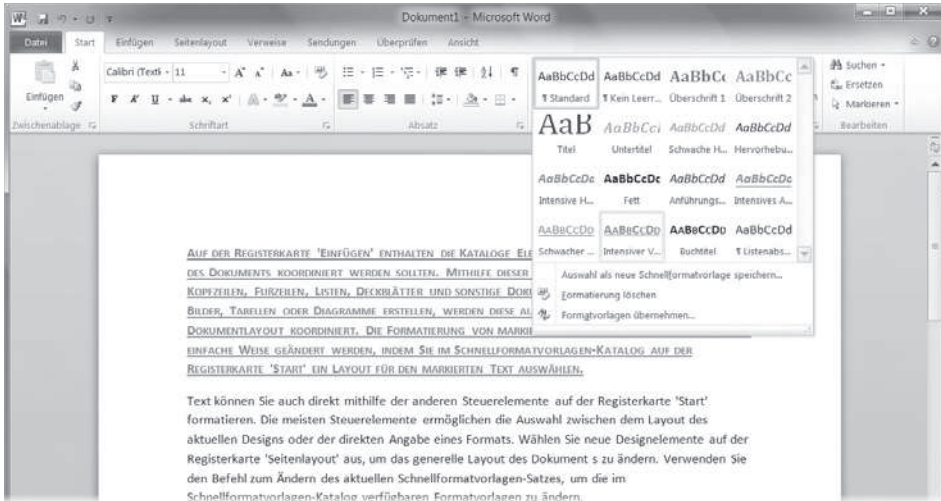 Dokument1 - Microsoft Word
Datei Start Einfügen Seitenlayout Verweise Sendungen Überprüfen Ansicht
Calibri (Textk 11
Einfügen
F K U abc x, x'
Zwischenablage Schriftart Absatz
AaBbCcDd AaBbCcDd AaBbCc AaBbCc
¶ Standard ¶ Kein Leerr... Überschrift 1 Überschrift 2
AaB AaBbCcI AaBbCcDd AaBbCcDd
Titel Untertitel Schwache H... Hervorhebu...
AaBbCcDc AaBbCcDc AaBbCcDd AaBbCcDc
Intensive H... Fett Anführungs... Intensives A...
AaBbCcDd AaBbCcDd AaBbCcDd AaBbCcDd
Schwacher ... Intensiver V... Buchtitel ¶ Listenabs...
Auswahl als neue Schnellformatvorlage speichern...
Formatierung löschen
Formatvorlagen übernehmen...
Suchen
Ersetzen
Markieren
Bearbeiten
AUF DER REGISTERKARTE 'EINFÜGEN' ENTHALTEN DIE KATALOGE ELE
DES DOKUMENTS KOORDINIERT WERDEN SOLLTEN. MITHILFE DIESER
KOPFZEILEN, FUßZEILEN, LISTEN, DECKBLÄTTER UND SONSTIGE DOKU
BILDER, TABELLEN ODER DIAGRAMME ERSTELLEN, WERDEN DIESE AU
DOKUMENTLAYOUT KOORDINIERT. DIE FORMATIERUNG VON MARKI
EINFACHE WEISE GEÄNDERT WERDEN, INDEM SIE IM SCHNELLFORMATVORLAGEN-KATALOG AUF DER
REGISTERKARTE 'START' EIN LAYOUT FÜR DEN MARKIERTEN TEXT AUSWÄHLEN.
Text können Sie auch direkt mithilfe der anderen Steuerelemente auf der Registerkarte 'Start'
formatieren. Die meisten Steuerelemente ermöglichen die Auswahl zwischen dem Layout des
aktuellen Designs oder der direkten Angabe eines Formats. Wählen Sie neue Designelemente auf der
Registerkarte 'Seitenlayout' aus, um das generelle Layout des Dokument s zu ändern. Verwenden Sie
den Befehl zum Ändern des aktuellen Schnellformatvorlagen-Satzes, um die im
Schnellformatvorlagen-Katalog verfügbaren Formatvorlagen zu ändern.